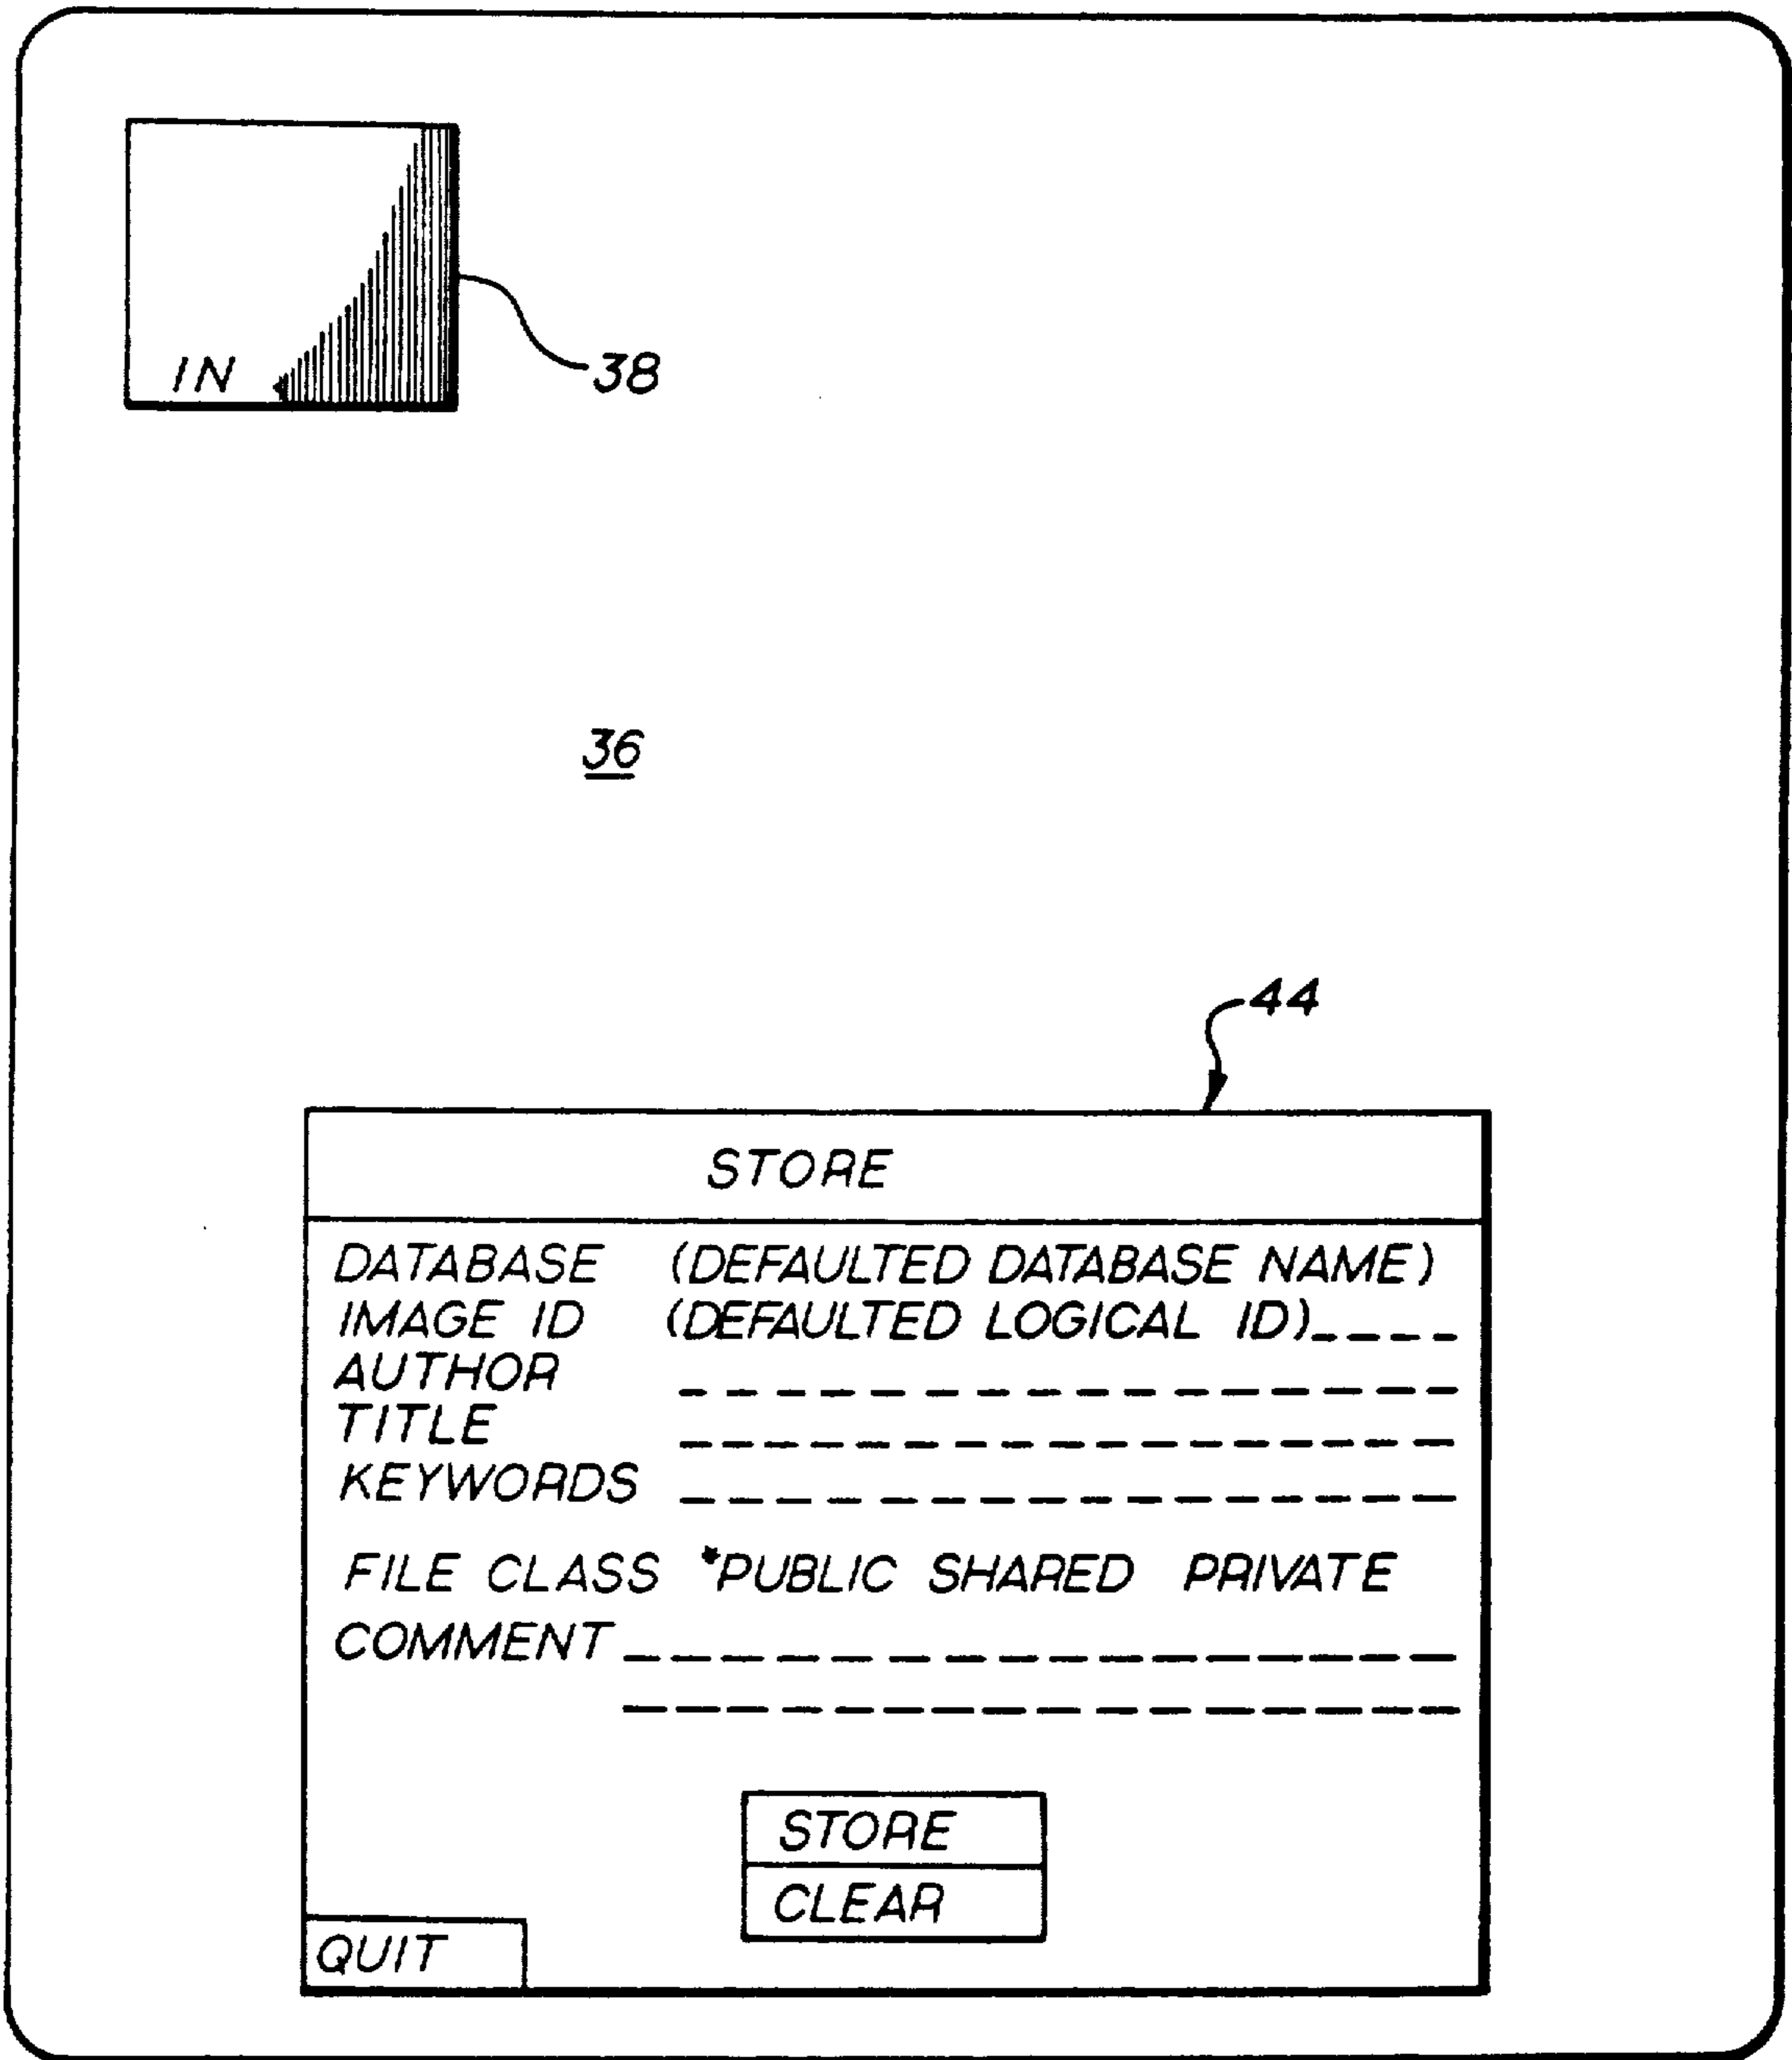 IN
38
36
44
STORE
DATABASE (DEFAULTED DATABASE NAME)
IMAGE ID (DEFAULTED LOGICAL ID)
AUTHOR
TITLE
KEYWORDS
FILE CLASS *PUBLIC SHARED PRIVATE
COMMENT
STORE
CLEAR
QUIT